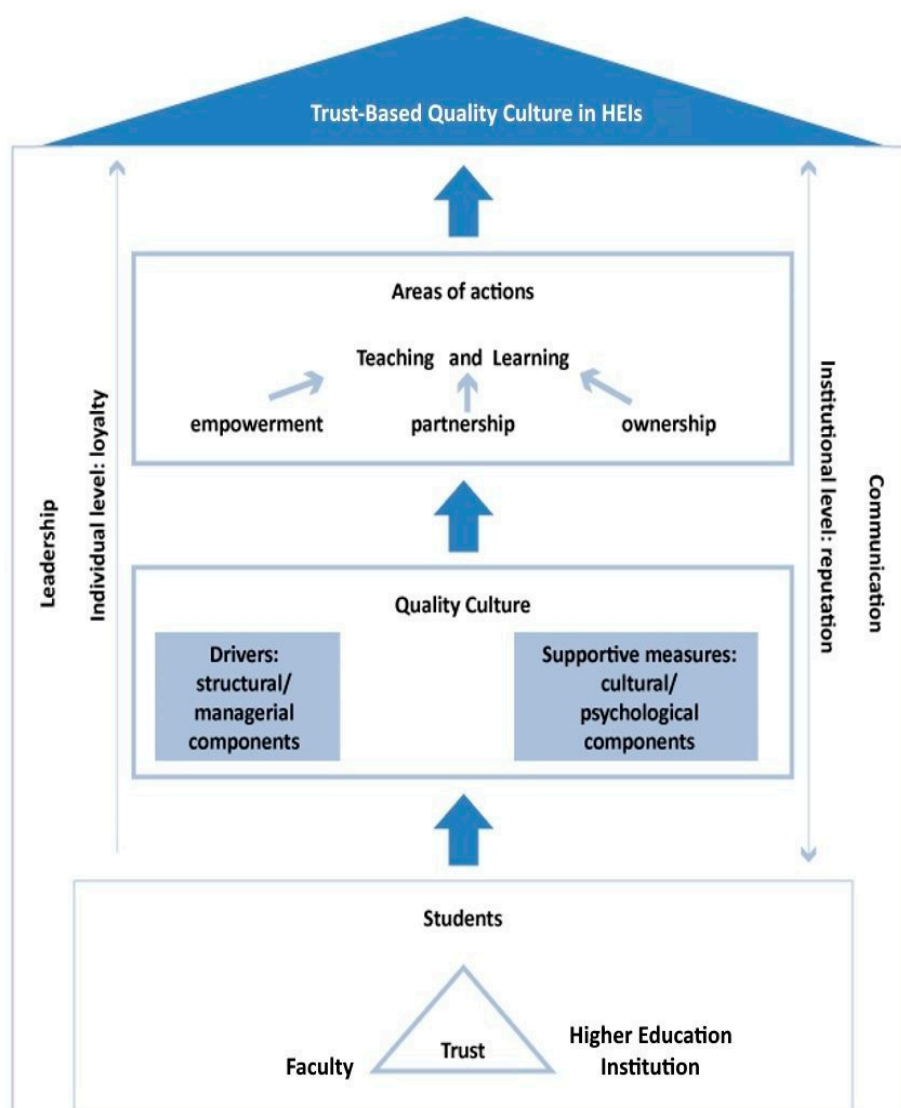 Trust-Based Quality Culture in HEIs
Areas of actions
Teaching and Learning
empowerment
partnership
ownership
Leadership
Individual level: loyalty
Institutional level: reputation
Communication
Quality Culture
Drivers:
structural/
managerial
components
Supportive measures:
cultural/
psychological
components
Students
Trust
Faculty
Higher Education
Institution